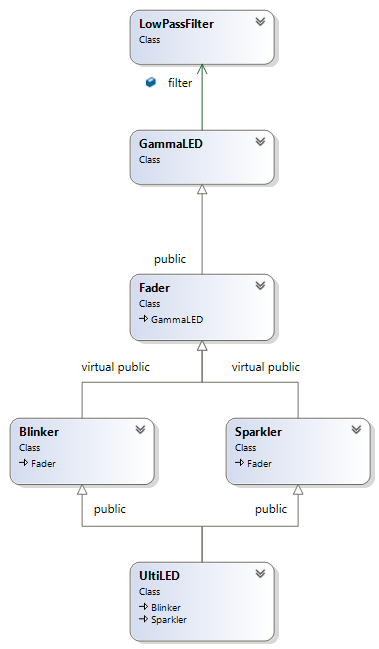 LowPassFilter
Class
filter
GammaLED
Class
public
Fader
Class
GammaLED
virtual public
virtual public
Blinker
Class
Fader
Sparkler
Class
Fader
public
public
UltiLED
Class
Blinker
Sparkler